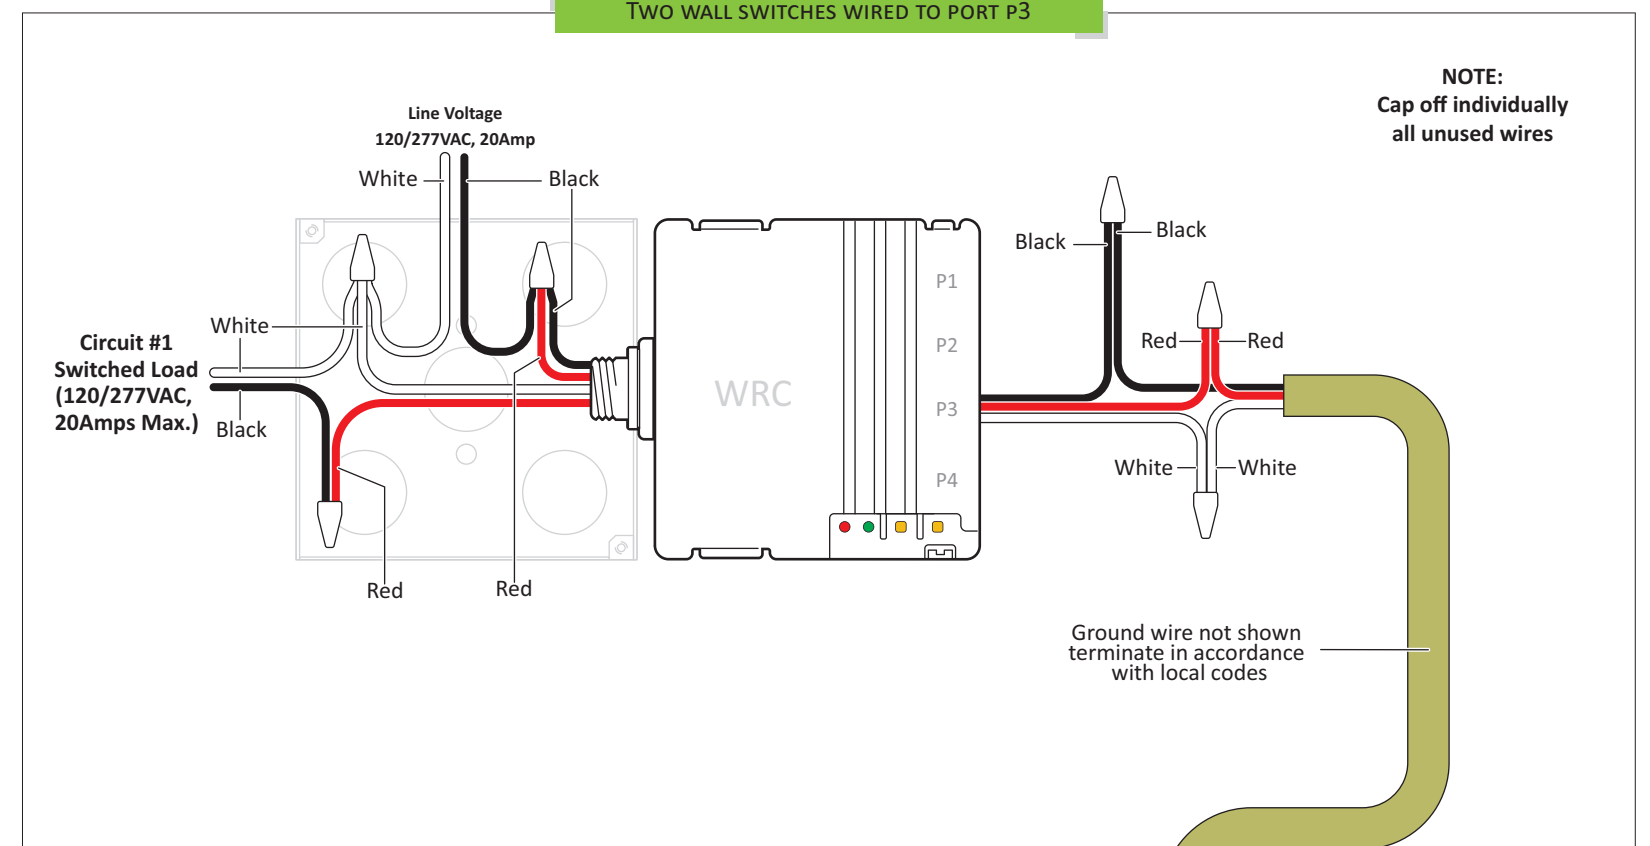 Two wall switches wired to port p3
NOTE:
Cap off individually
all unused wires
Line Voltage
120/277VAC, 20Amp
White
Black
Black
Black
P1
Red
Red
White
Circuit #1
Switched Load
(120/277VAC,
20Amps Max.)
Black
P2
WRC
P3
White
White
P4
Red
Red
Ground wire not shown
terminate in accordance
with local codes